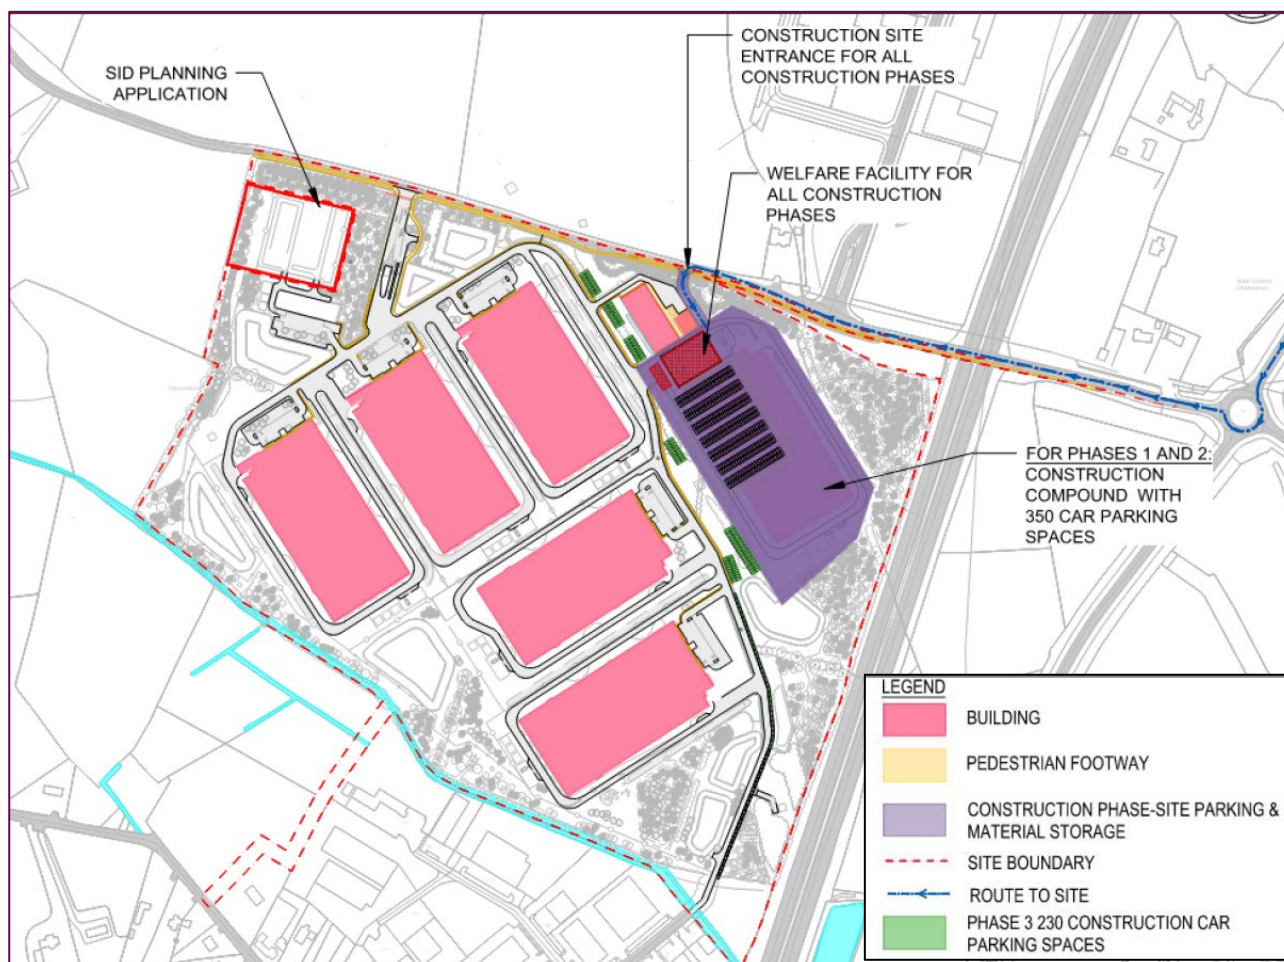 CONSTRUCTION SITE
ENTRANCE FOR ALL
CONSTRUCTION PHASES
SID PLANNING
APPLICATION
WELFARE FACILITY FOR
ALL CONSTRUCTION
PHASES
FOR PHASES 1 AND 2:
CONSTRUCTION
COMPOUND WITH
350 CAR PARKING
SPACES
LEGEND
BUILDING
PEDESTRIAN FOOTWAY
CONSTRUCTION PHASE-SITE PARKING &
MATERIAL STORAGE
SITE BOUNDARY
ROUTE TO SITE
PHASE 3 230 CONSTRUCTION CAR
PARKING SPACES